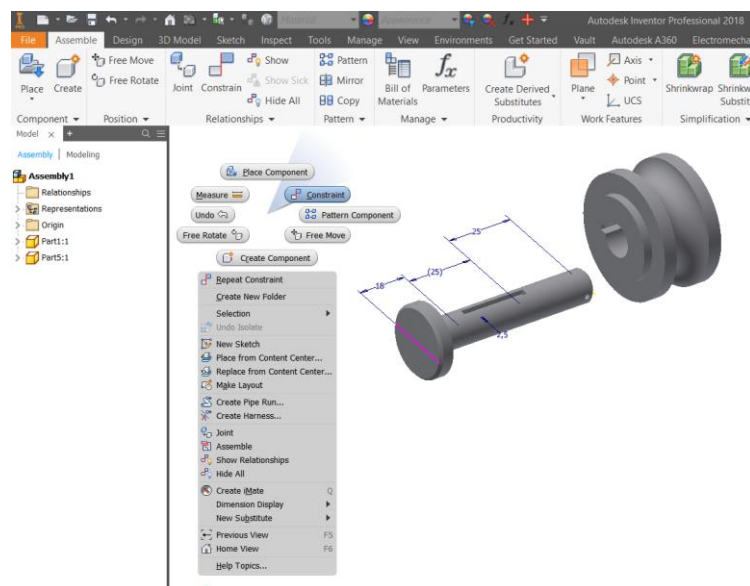 PRO
Material
Appearance
Autodesk Inventor Professional 2018
File Assemble Design 3D Model Sketch Inspect Tools Manage View Environments Get Started Vault Autodesk A360 Electromecha
Place Create Free Move Free Rotate Joint Constrain Show Show Sick Hide All Pattern Mirror Copy Bill of Materials Parameters Create Derived Substitutes Plane Axis Point UCS Shrinkwrap Shrinkw Substit
Component Position Relationships Pattern Manage Productivity Work Features Simplification
Model x +
Assembly | Modeling
Assembly1
Relationships
Representations
Origin
Part1:1
Part5:1
Place Component
Measure Constraint
Undo Pattern Component
Free Rotate Free Move
Create Component
Repeat Constraint
Create New Folder
Selection
Undo Isolate
New Sketch
Place from Content Center...
Replace from Content Center...
Make Layout
Create Pipe Run...
Create Harness...
Joint
Assemble
Show Relationships
Hide All
Create iMate Q
Dimension Display
New Substitute
Previous View F5
Home View F6
Help Topics...
25
(25)
18
2,5